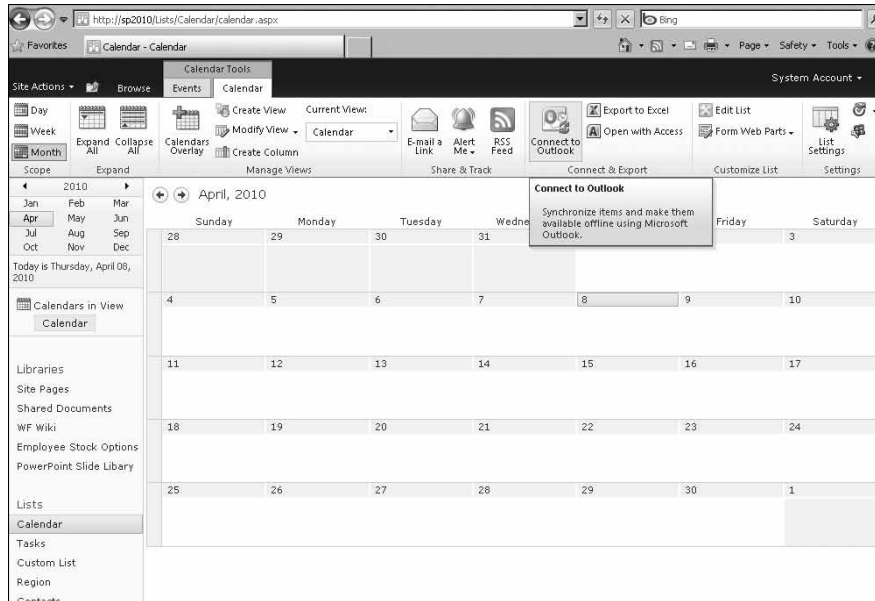 http://sp2010/Lists/Calendar/calendar.aspx
Bing
Favorites
Calendar - Calendar
Page
Safety
Tools
Calendar Tools
Site Actions
Browse
Events
Calendar
System Account
Day
Week
Month
Scope
Expand All
Collapse All
Expand
Calendars Overlay
Create View
Modify View
Create Column
Current View:
Calendar
Manage Views
E-mail a Link
Alert Me
RSS Feed
Share & Track
Connect to Outlook
Export to Excel
Open with Access
Connect & Export
Edit List
Form Web Parts
Customize List
List Settings
Settings
Connect to Outlook
Synchronize items and make them
available offline using Microsoft
Outlook.
2010
Jan Feb Mar
Apr May Jun
Jul Aug Sep
Oct Nov Dec
Today is Thursday, April 08,
2010
Calendars in View
Calendar
Libraries
Site Pages
Shared Documents
WF Wiki
Employee Stock Options
PowerPoint Slide Libary
Lists
Calendar
Tasks
Custom List
Region
April, 2010
Sunday Monday Tuesday Wedne Friday Saturday
28 29 30 31 3
4 5 6 7 8 9 10
11 12 13 14 15 16 17
18 19 20 21 22 23 24
25 26 27 28 29 30 1